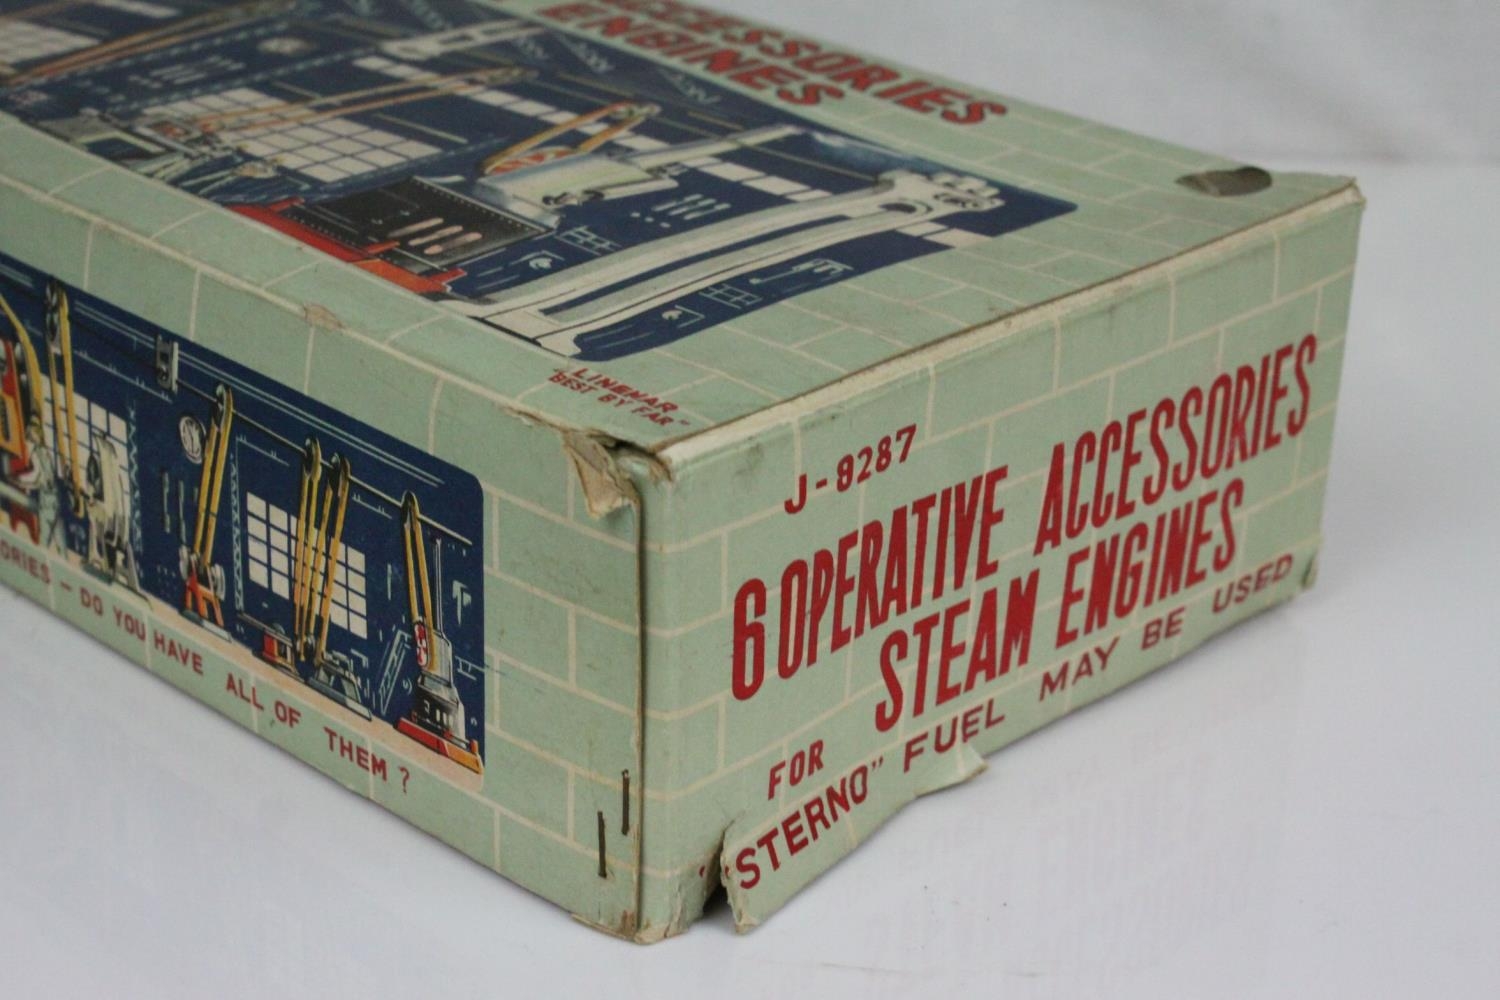 ACCESSORIES
ENGINES
"LINEMAR
BEST BY FAR"
J-8287
6 OPERATIVE ACCESSORIES
FOR STEAM ENGINES
"STERNO" FUEL MAY BE USED
- DO YOU HAVE ALL OF THEM?